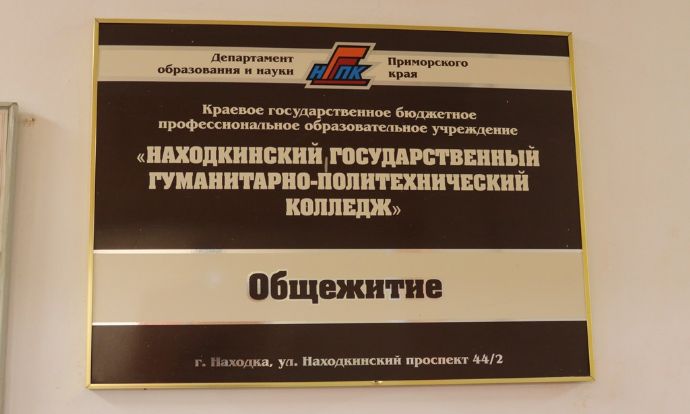 Департамент
образования и науки
НГПК
Приморского
края
Краевое государственное бюджетное
профессиональное образовательное учреждение
«НАХОДКИНСКИЙ ГОСУДАРСТВЕННЫЙ
ГУМАНИТАРНО-ПОЛИТЕХНИЧЕСКИЙ
КОЛЛЕДЖ»
Общежитие
г. Находка, ул. Находкинский проспект 44/2